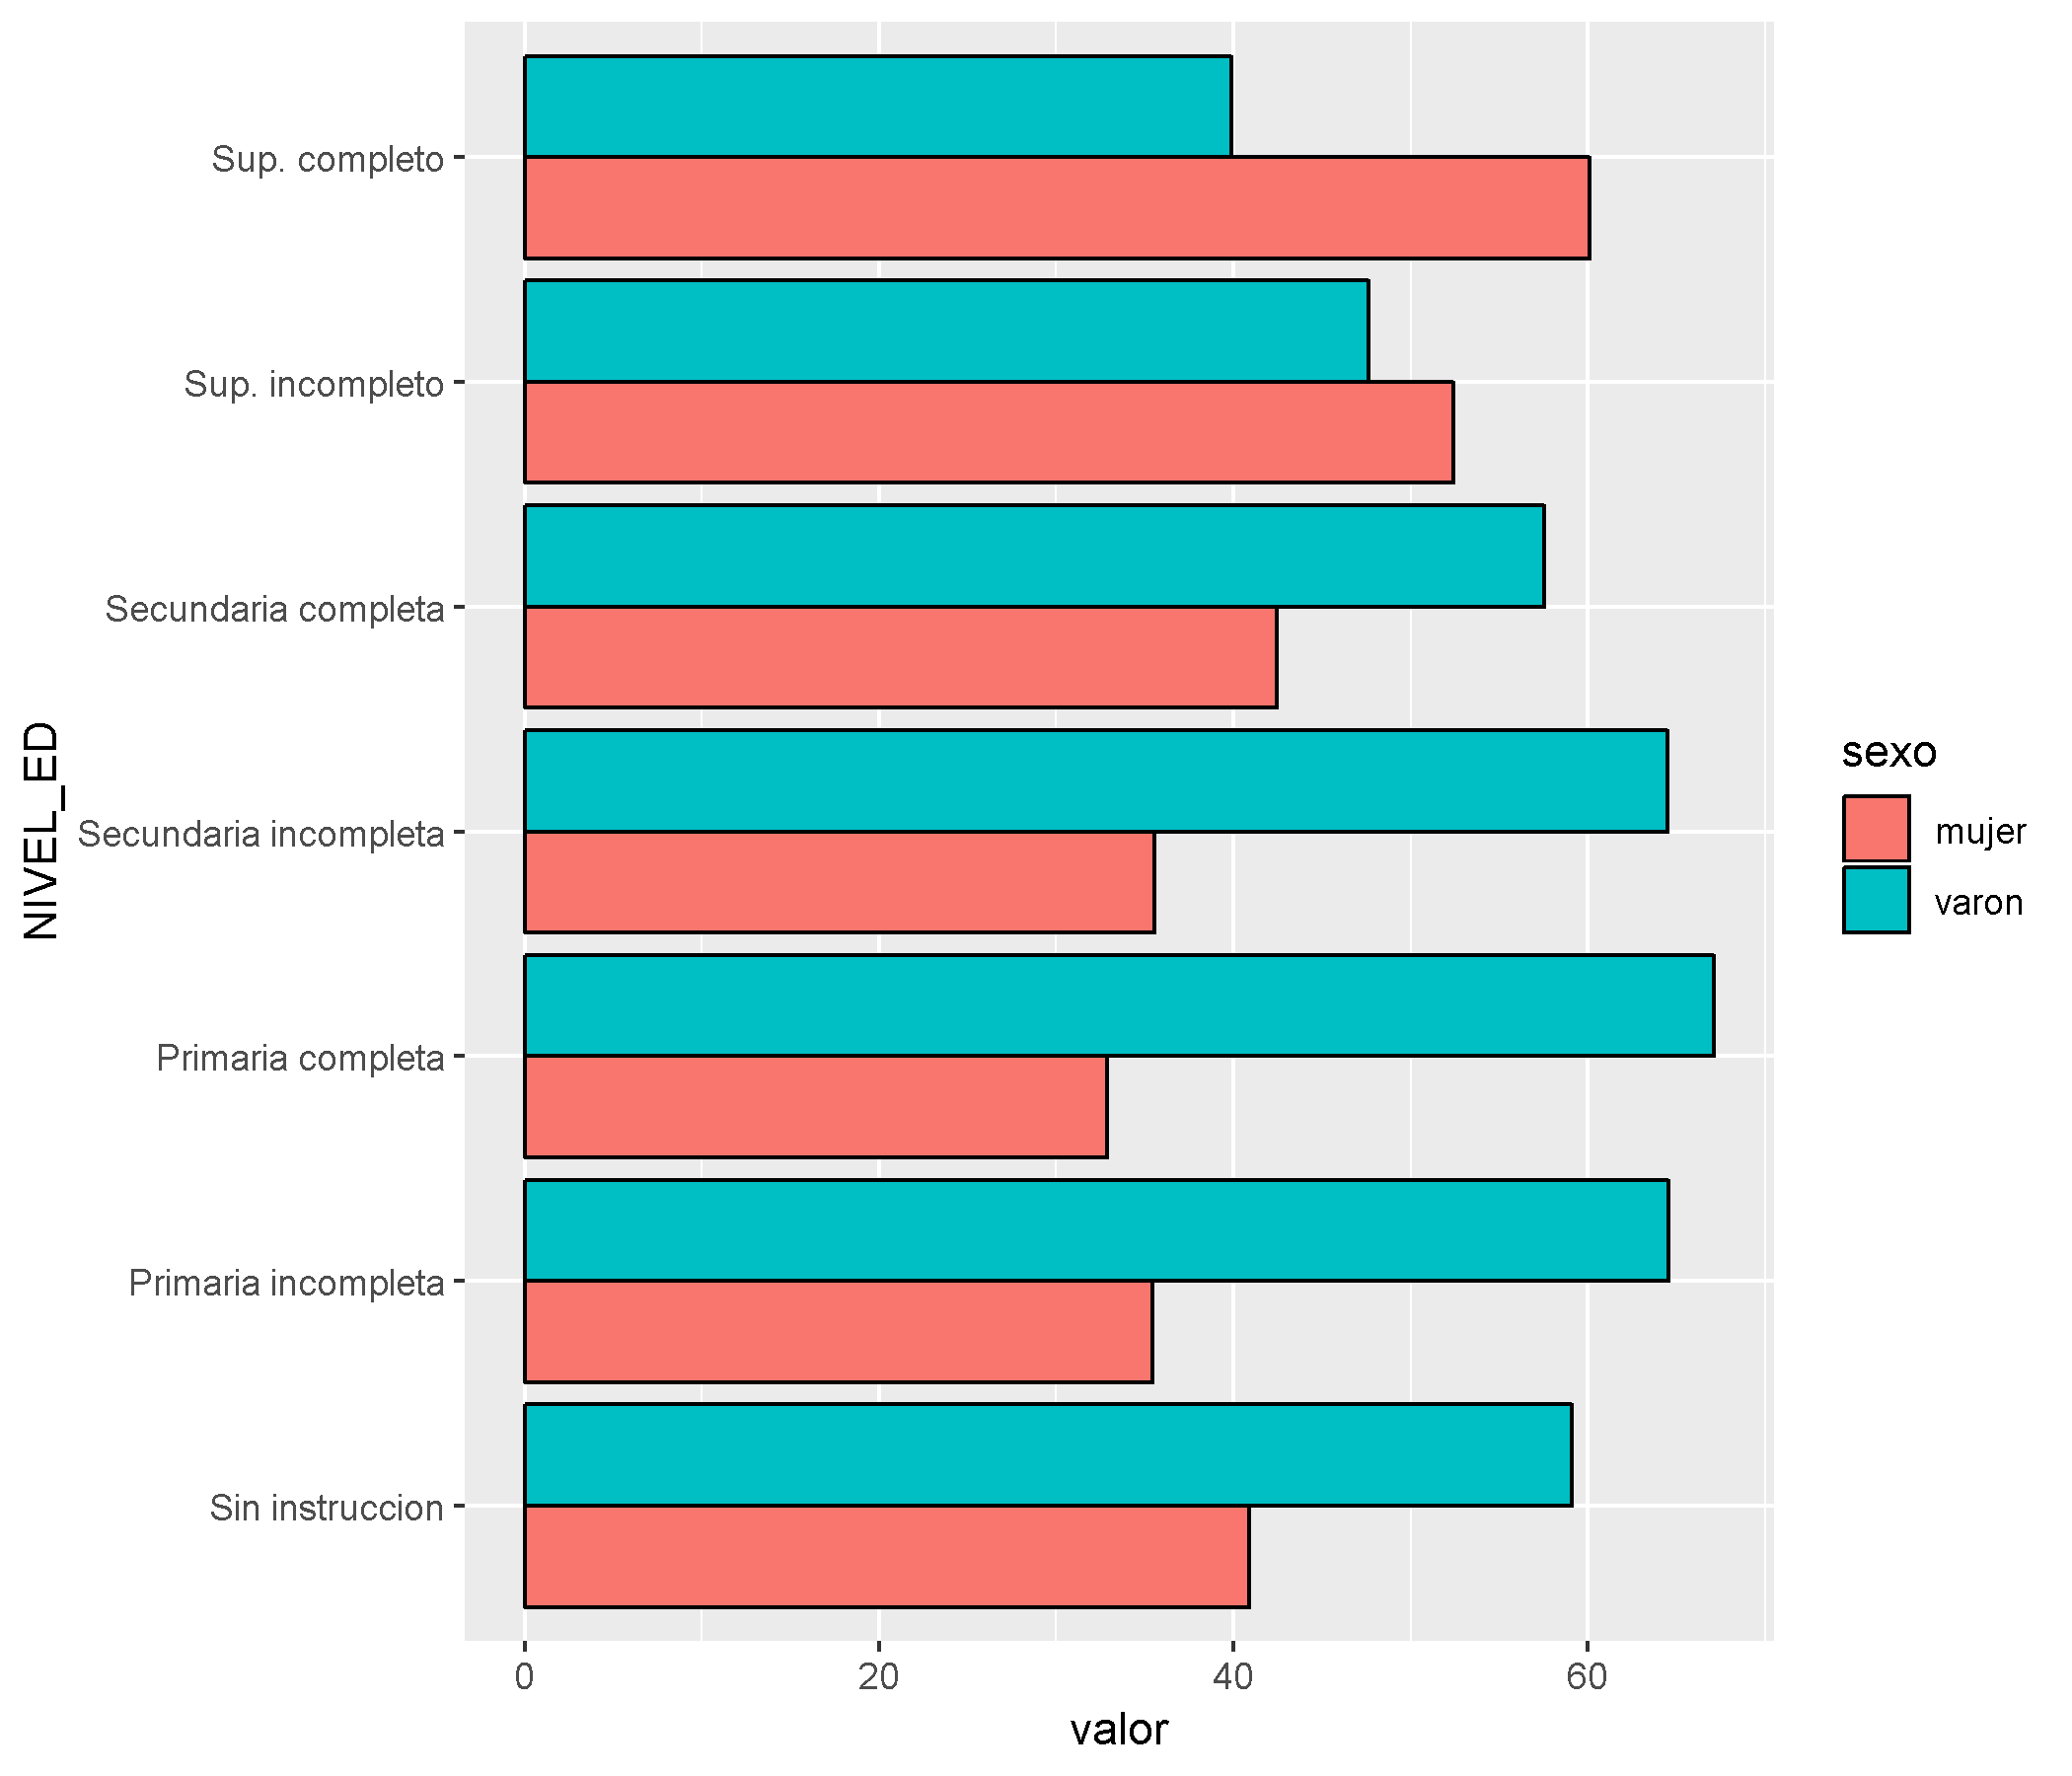 Sup. completo
Sup. incompleto
Secundaria completa
Secundaria incompleta
Primaria completa
Primaria incompleta
Sin instruccion
NIVEL_ED
0 20 40 60
valor
sexo
mujer
varon